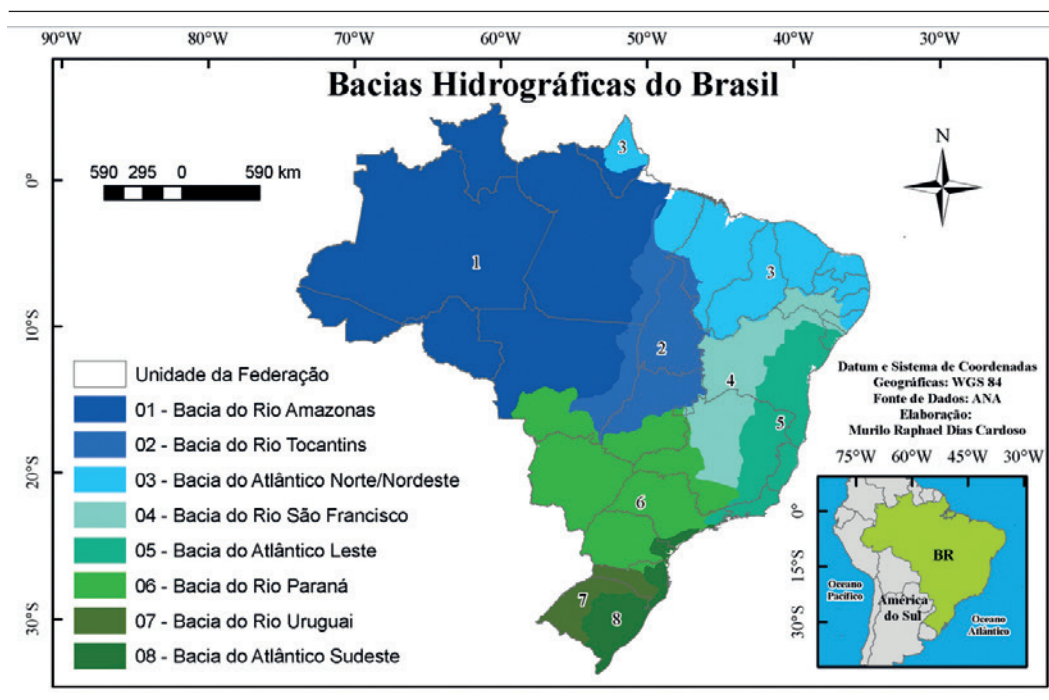 90°W 80°W 70°W 60°W 50°W 40°W 30°W
Bacias Hidrográficas do Brasil
N
590 295 0 590 km
0°
10°S
20°S
30°S
3
1
3
2
4
5
6
7
8
Unidade da Federação
01 - Bacia do Rio Amazonas
02 - Bacia do Rio Tocantins
03 - Bacia do Atlântico Norte/Nordeste
04 - Bacia do Rio São Francisco
05 - Bacia do Atlântico Leste
06 - Bacia do Rio Paraná
07 - Bacia do Rio Uruguai
08 - Bacia do Atlântico Sudeste
Datum e Sistema de Coordenadas
Geográficas: WGS 84
Fonte de Dados: ANA
Elaboração:
Murilo Raphael Dias Cardoso
75°W 60°W 45°W 30°W
0°
15°S
30°S
BR
Oceano
Pacífico
América
do Sul
Oceano
Atlântico